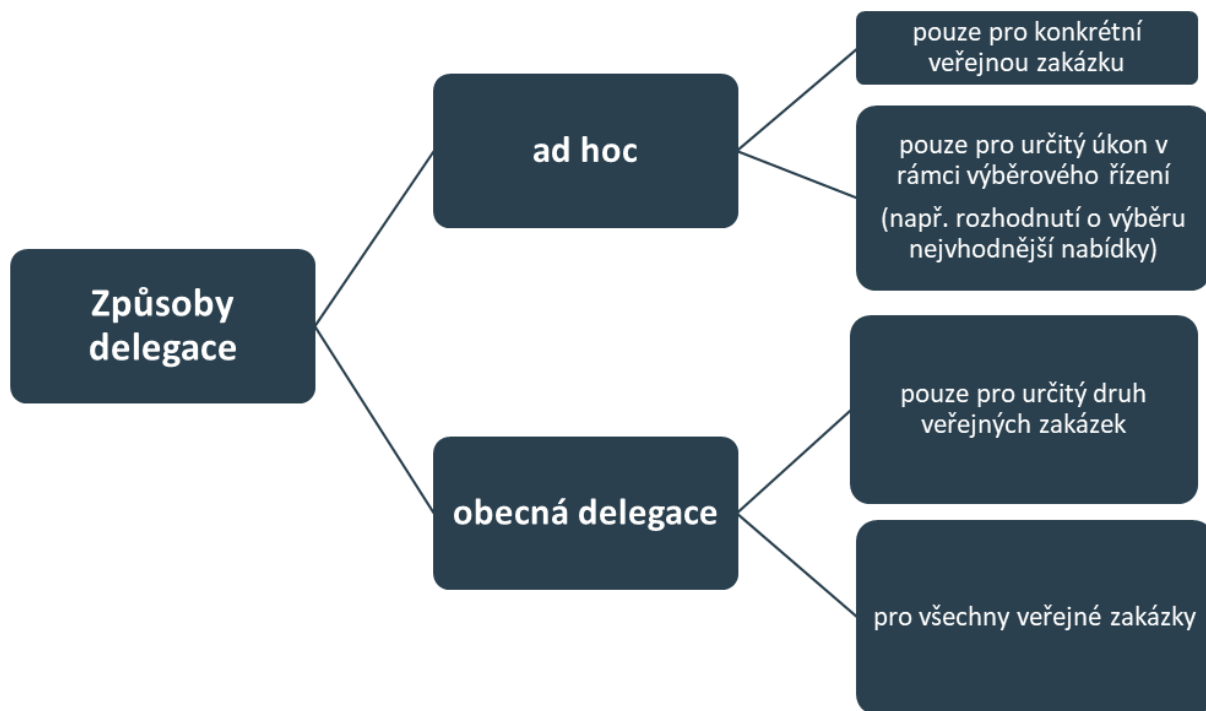 Způsoby
delegace
ad hoc
pouze pro konkrétní
veřejnou zakázku
pouze pro určitý úkon v
rámci výběrového řízení
(např. rozhodnutí o výběru
nejvhodnější nabídky)
obecná delegace
pouze pro určitý druh
veřejných zakázek
pro všechny veřejné zakázky